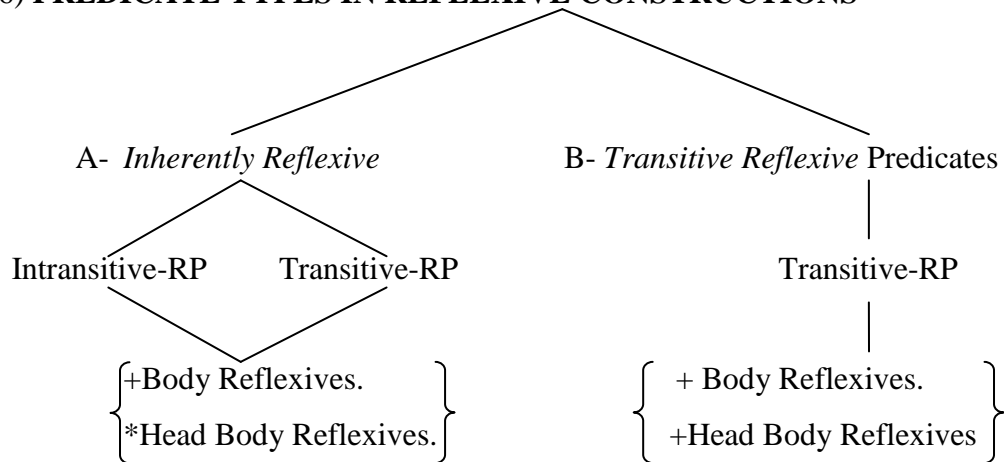 6) PREDICATE TYPES IN REFLEXIVE CONSTRUCTIONS
A- Inherently Reflexive B- Transitive Reflexive Predicates
Intransitive-RP Transitive-RP Transitive-RP
+Body Reflexives. + Body Reflexives.
*Head Body Reflexives. +Head Body Reflexives